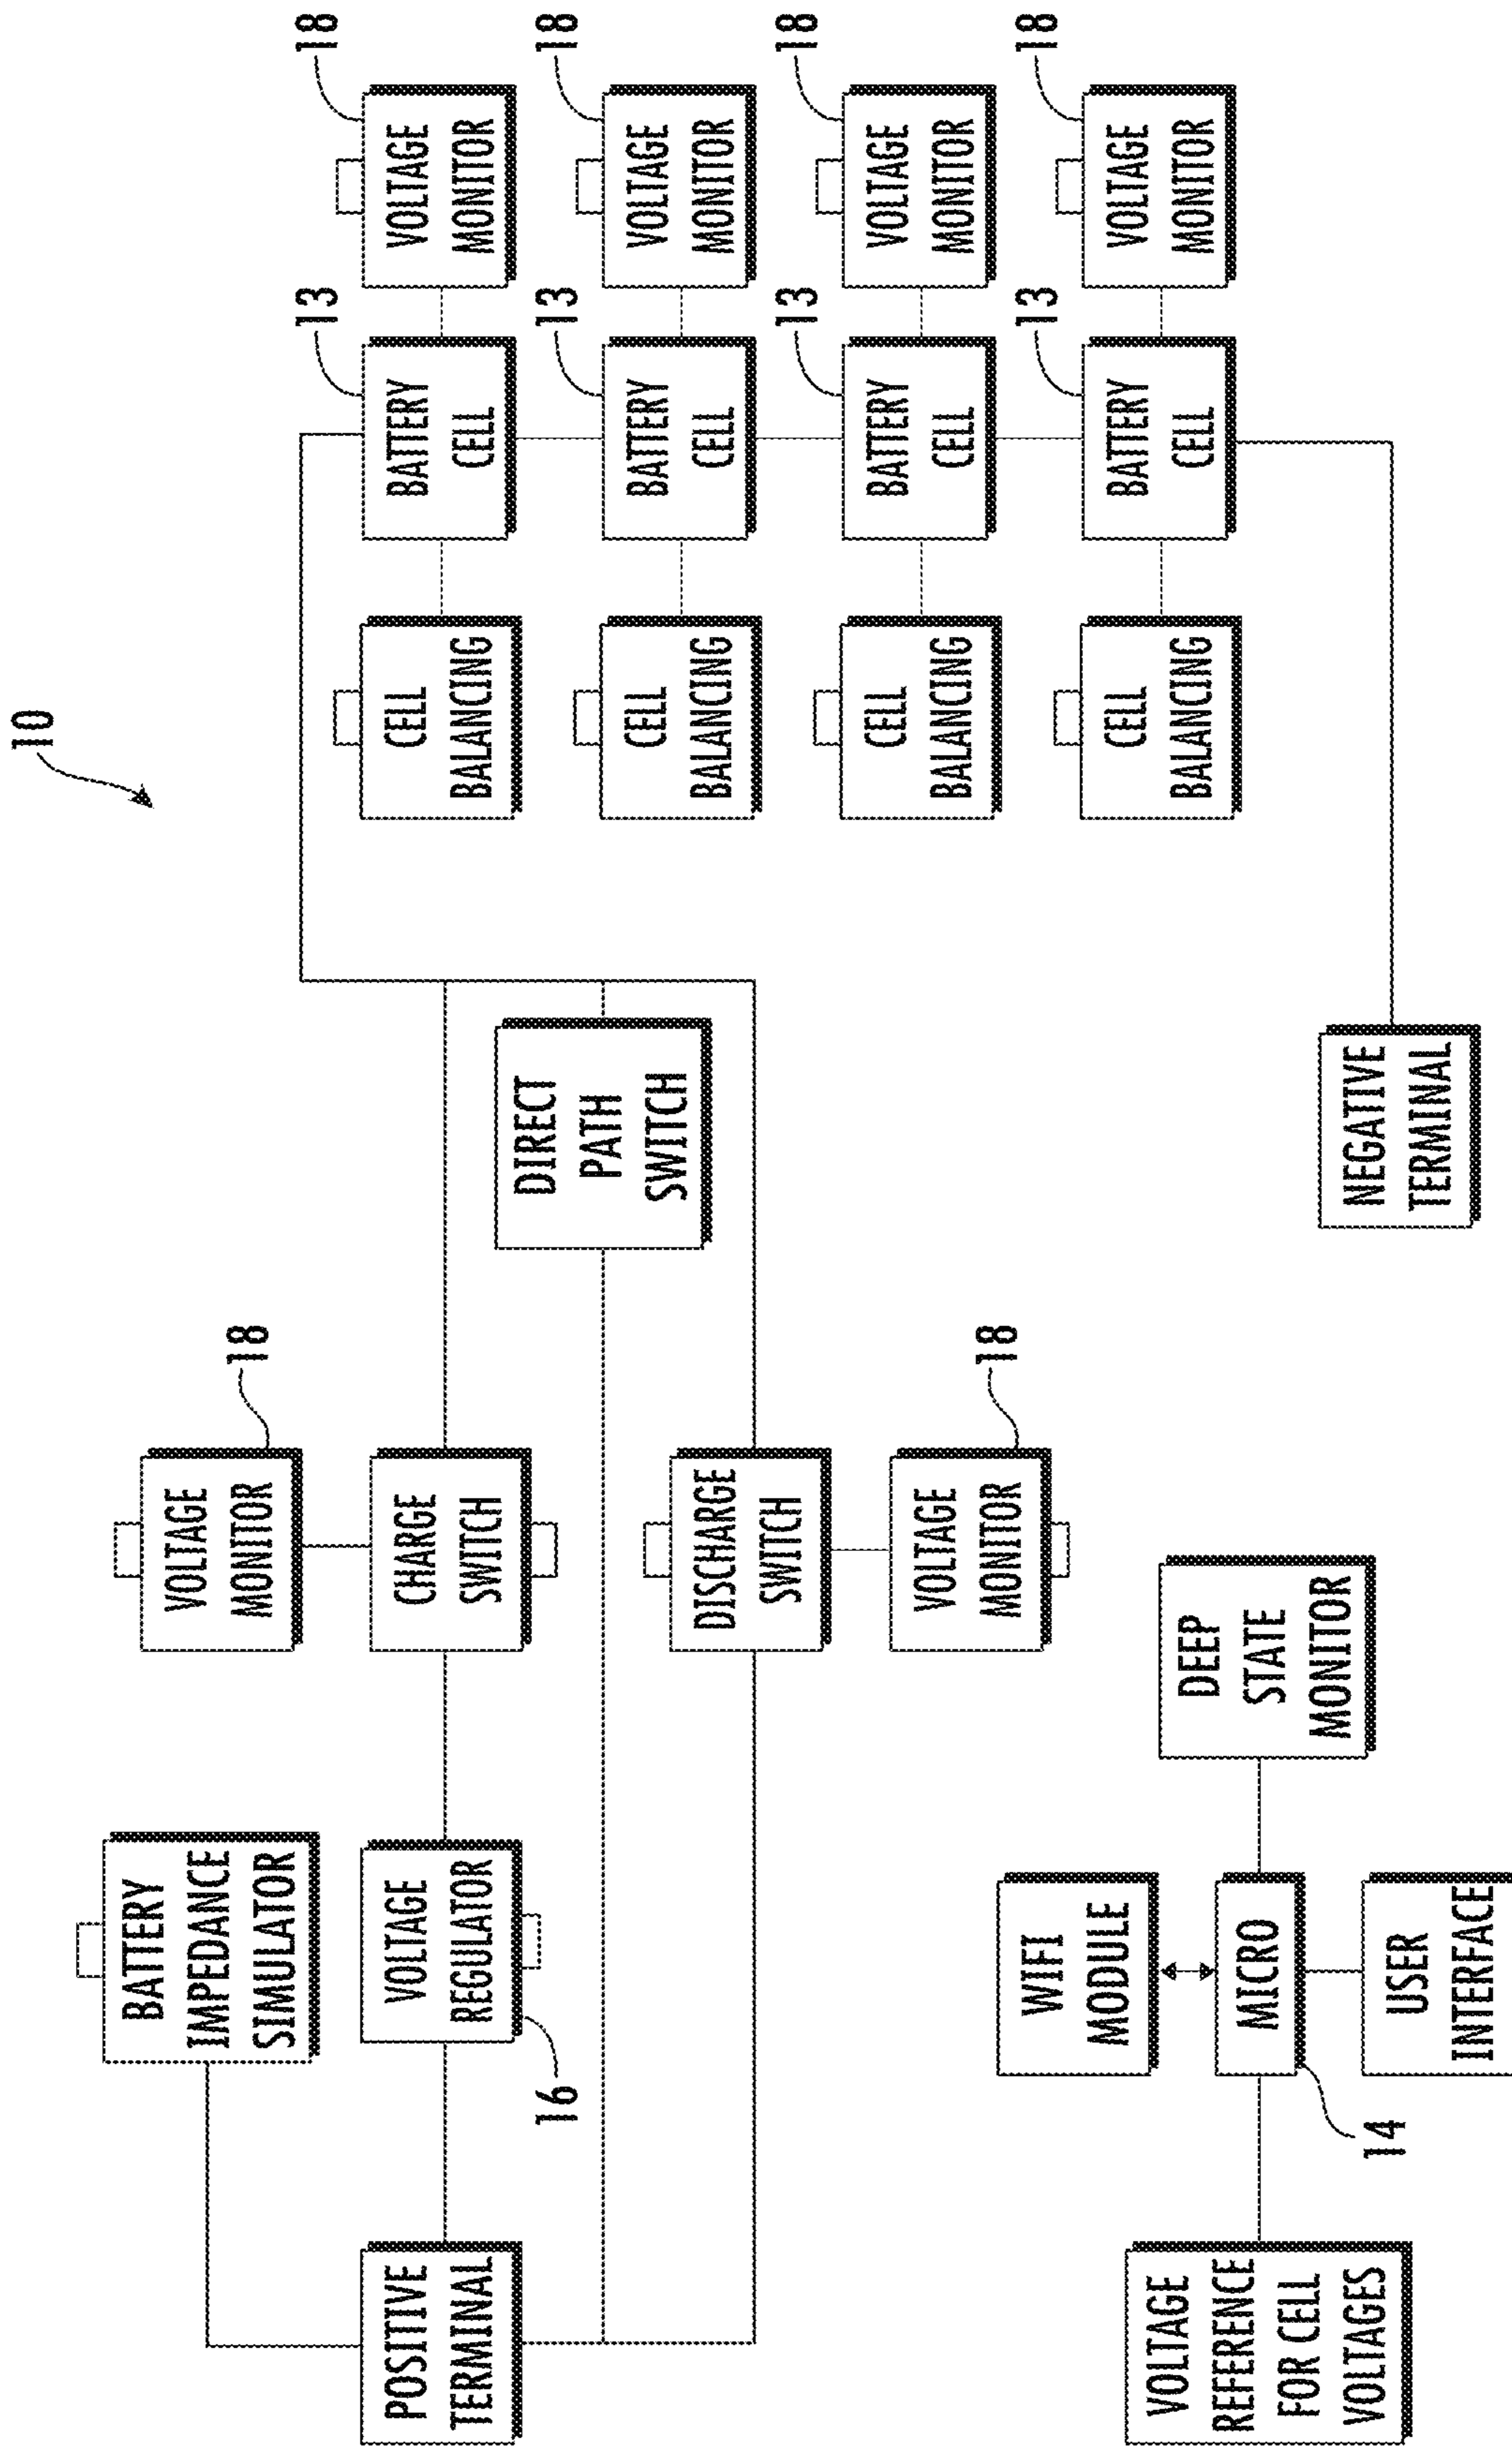 10
BATTERY
IMPEDANCE
SIMULATOR
VOLTAGE
MONITOR
18
POSITIVE
TERMINAL
VOLTAGE
REGULATOR
16
CHARGE
SWITCH
DIRECT
PATH
SWITCH
DISCHARGE
SWITCH
VOLTAGE
MONITOR
18
CELL
BALANCING
BATTERY
CELL
13
VOLTAGE
MONITOR
18
CELL
BALANCING
BATTERY
CELL
13
VOLTAGE
MONITOR
18
CELL
BALANCING
BATTERY
CELL
13
VOLTAGE
MONITOR
18
CELL
BALANCING
BATTERY
CELL
13
VOLTAGE
MONITOR
18
NEGATIVE
TERMINAL
WIFI
MODULE
VOLTAGE
REFERENCE
FOR CELL
VOLTAGES
MICRO
14
DEEP
STATE
MONITOR
USER
INTERFACE